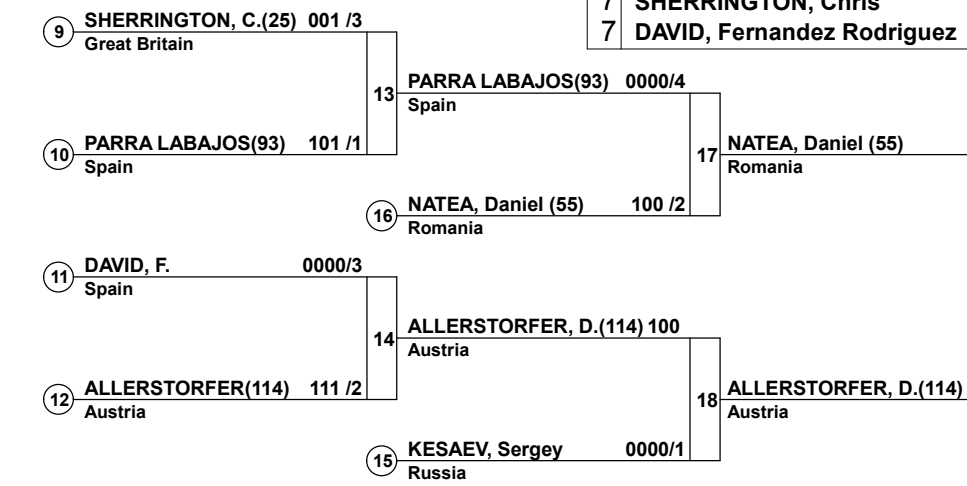 7 SHERRINGTON, Chris
7 DAVID, Fernandez Rodriguez
9 SHERRINGTON, C.(25) 001 /3
Great Britain
13 PARRA LABAJOS(93) 0000/4
Spain
10 PARRA LABAJOS(93) 101 /1
Spain
17 NATEA, Daniel (55)
Romania
16 NATEA, Daniel (55) 100 /2
Romania
11 DAVID, F. 0000/3
Spain
14 ALLERSTORFER, D.(114) 100
Austria
12 ALLERSTORFER(114) 111 /2
Austria
18 ALLERSTORFER, D.(114)
Austria
15 KESAEV, Sergey 0000/1
Russia